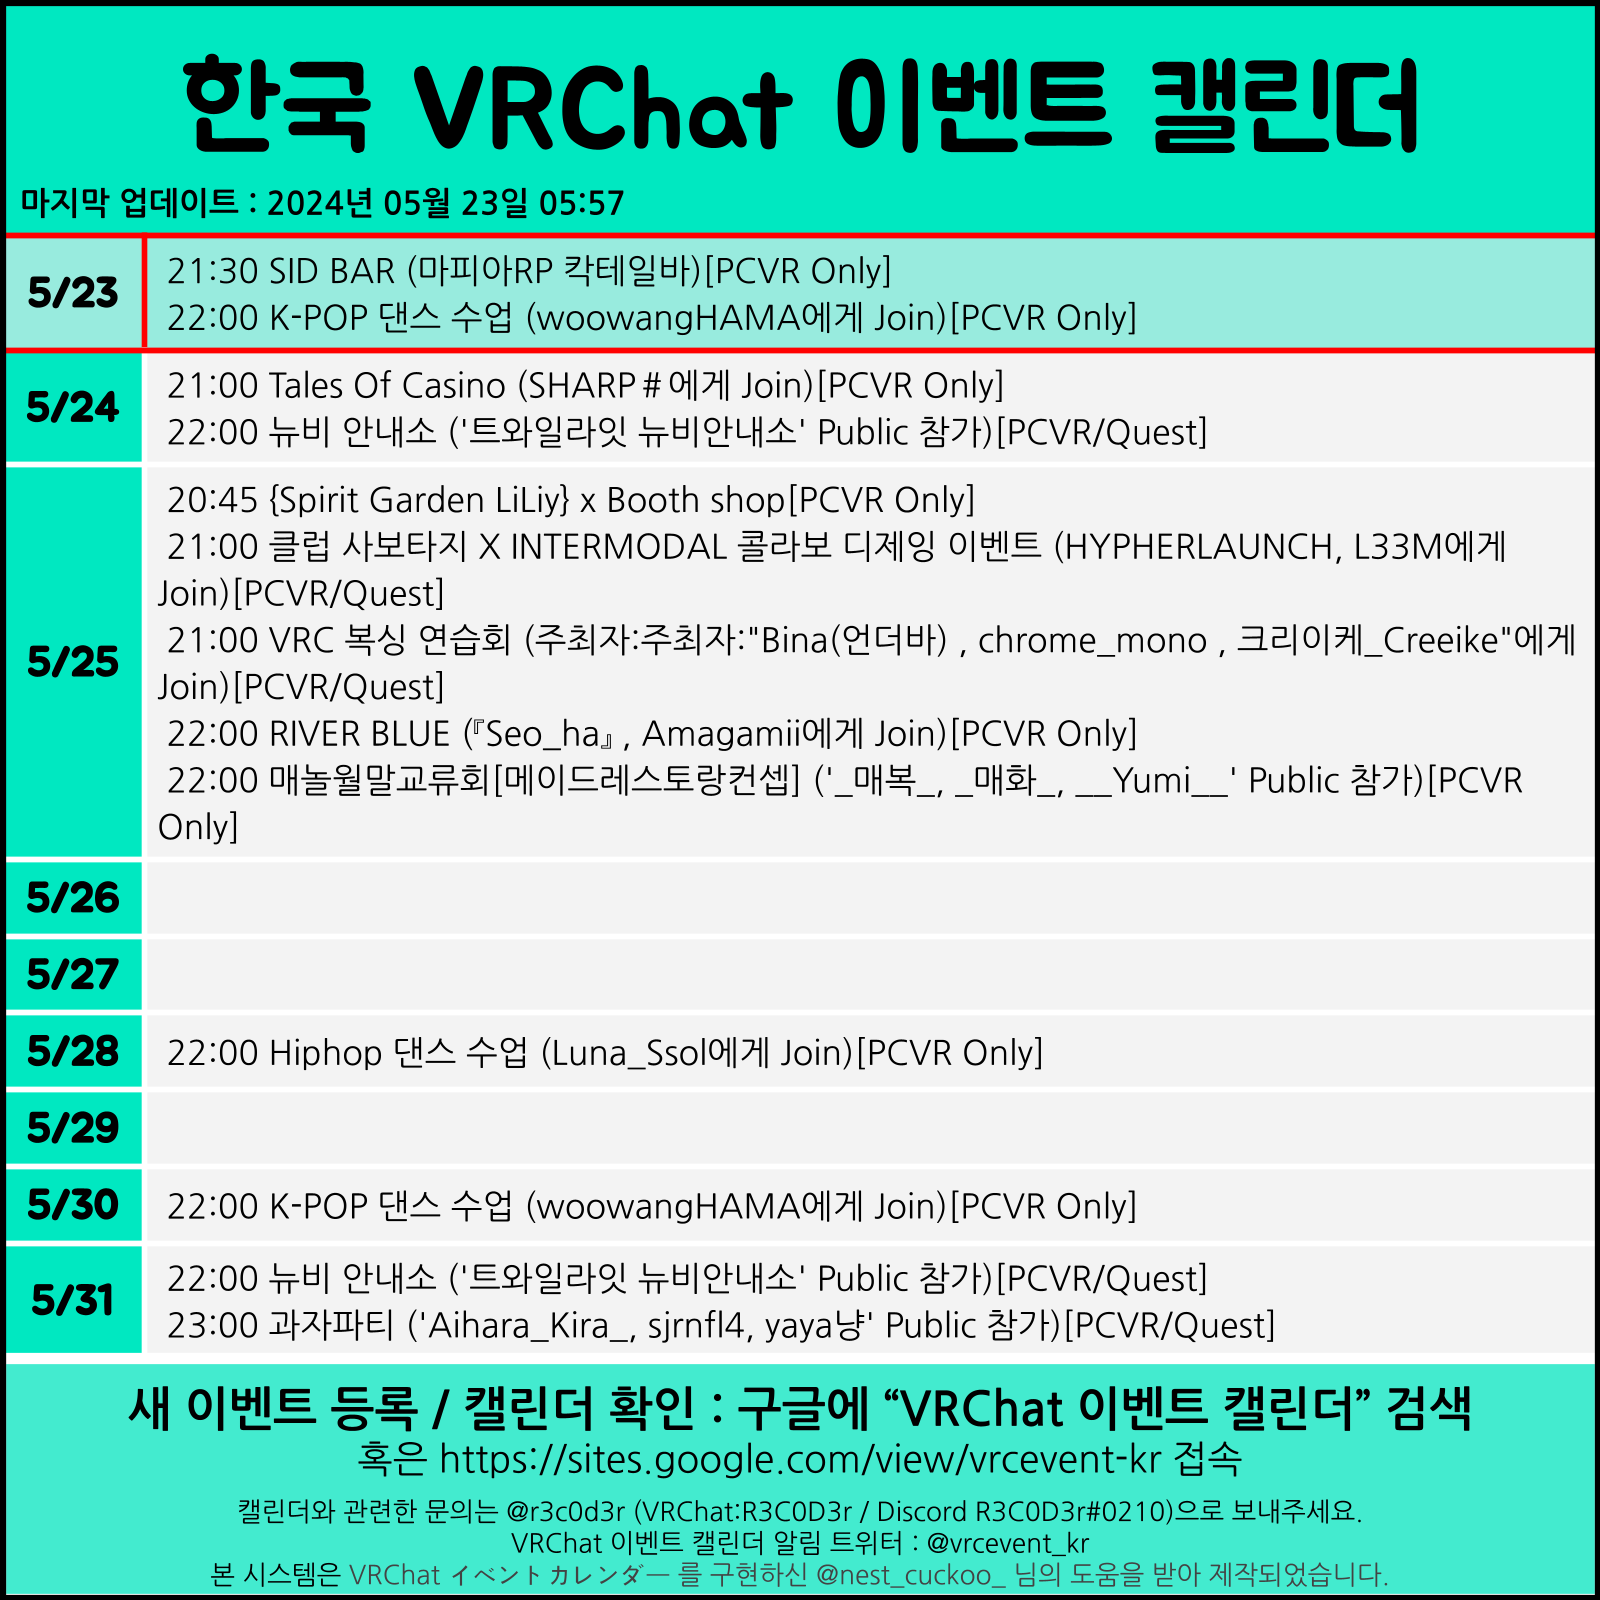 한국 VRChat 이벤트 캘린더
마지막 업데이트 : 2024년 05월 23일 05:57
5/23
21:30 SID BAR (마피아RP 칵테일바)[PCVR Only]
22:00 K-POP 댄스 수업 (woowangHAMA에게 Join)[PCVR Only]
5/24
21:00 Tales Of Casino (SHARP＃에게 Join)[PCVR Only]
22:00 뉴비 안내소 ('트와일라잇 뉴비안내소' Public 참가)[PCVR/Quest]
5/25
20:45 {Spirit Garden LiLiy} x Booth shop[PCVR Only]
21:00 클럽 사보타지 X INTERMODAL 콜라보 디제잉 이벤트 (HYPHERLAUNCH, L33M에게
Join)[PCVR/Quest]
21:00 VRC 복싱 연습회 (주최자:주최자:"Bina(언더바) , chrome_mono , 크리이케_Creeike"에게
Join)[PCVR/Quest]
22:00 RIVER BLUE (『Seo_ha』, Amagamii에게 Join)[PCVR Only]
22:00 매놀월말교류회[메이드레스토랑컨셉] ('_매복_, _매화_, __Yumi__' Public 참가)[PCVR
Only]
5/26
5/27
5/28
22:00 Hiphop 댄스 수업 (Luna_Ssol에게 Join)[PCVR Only]
5/29
5/30
22:00 K-POP 댄스 수업 (woowangHAMA에게 Join)[PCVR Only]
5/31
22:00 뉴비 안내소 ('트와일라잇 뉴비안내소' Public 참가)[PCVR/Quest]
23:00 과자파티 ('Aihara_Kira_, sjrnfl4, yaya냥' Public 참가)[PCVR/Quest]
새 이벤트 등록 / 캘린더 확인 : 구글에 “VRChat 이벤트 캘린더” 검색
혹은 https://sites.google.com/view/vrcevent-kr 접속
캘린더와 관련한 문의는 @r3c0d3r (VRChat:R3C0D3r / Discord R3C0D3r#0210)으로 보내주세요.
VRChat 이벤트 캘린더 알림 트위터 : @vrcevent_kr
본 시스템은 VRChat イベントカレンダー 를 구현하신 @nest_cuckoo_ 님의 도움을 받아 제작되었습니다.